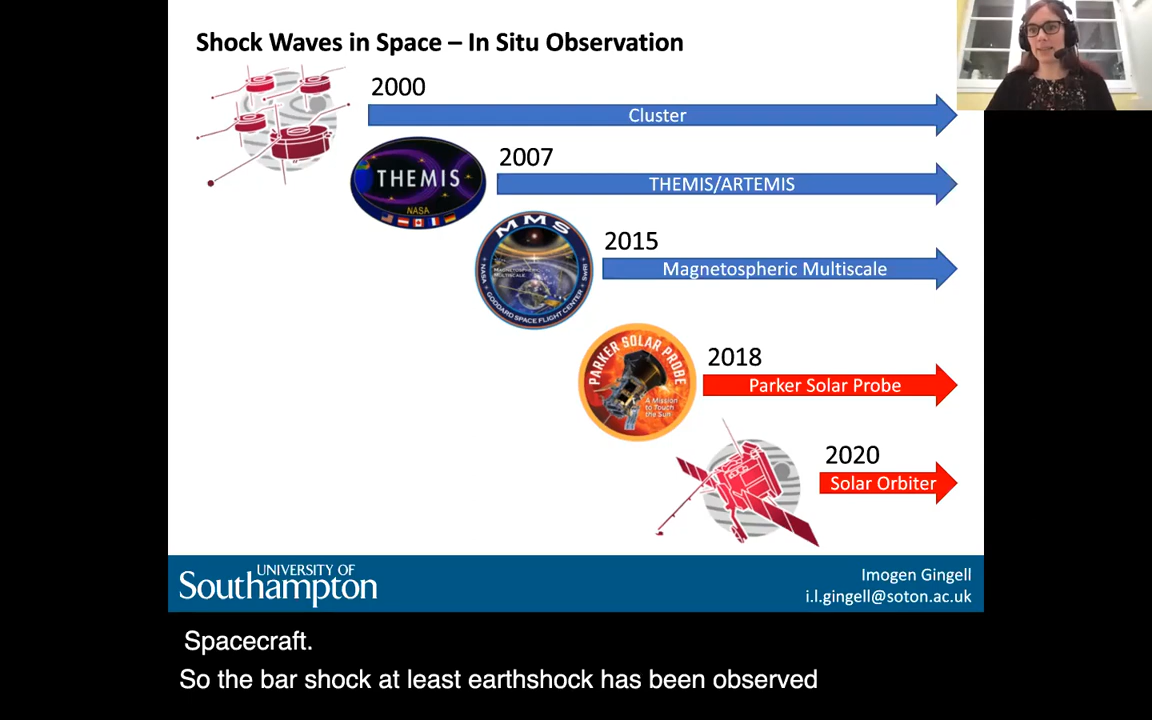 Shock Waves in Space – In Situ Observation
2000
Cluster
THEMIS
NASA
2007
THEMIS/ARTEMIS
MMS
MAGNETOSPHERIC
MULTISCALE
NASA • GODDARD SPACE FLIGHT CENTER • SwRI
2015
Magnetospheric Multiscale
PARKER SOLAR PROBE
A Mission
to Touch
the Sun
2018
Parker Solar Probe
2020
Solar Orbiter
UNIVERSITY OF
Southampton
Imogen Gingell
i.l.gingell@soton.ac.uk
Spacecraft.
So the bar shock at least earthshock has been observed